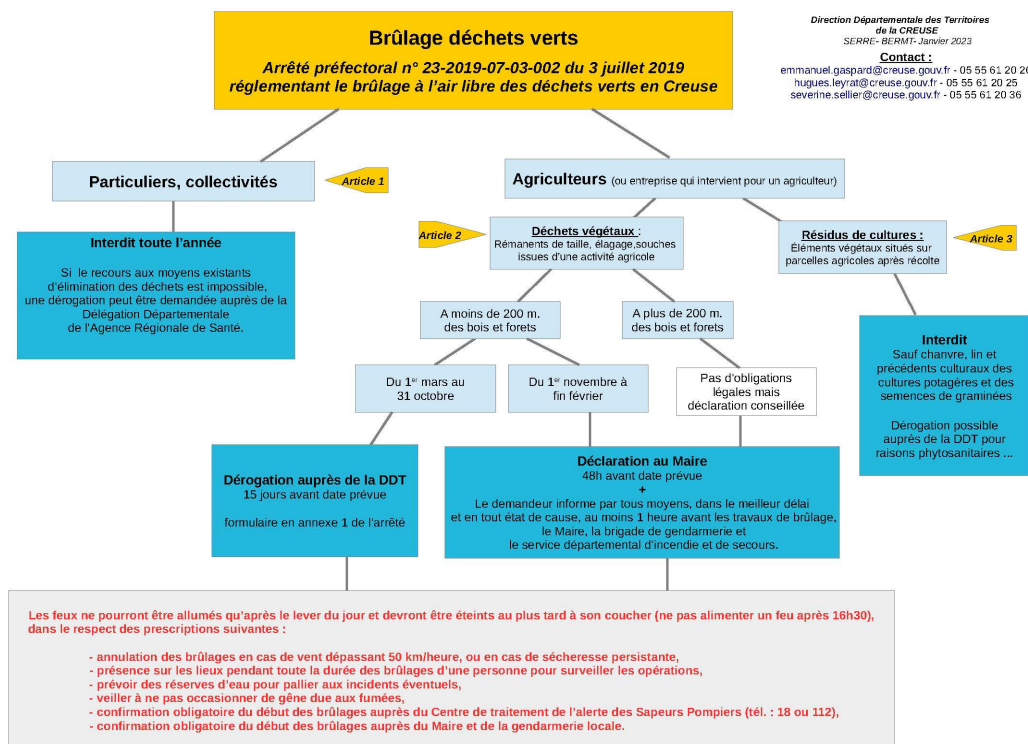 Brûlage déchets verts
Arrêté préfectoral n° 23-2019-07-03-002 du 3 juillet 2019
réglementant le brûlage à l'air libre des déchets verts en Creuse
Direction Départementale des Territoires
de la CREUSE
SERRE- BERMT- Janvier 2023
Contact :
emmanuel.gaspard@creuse.gouv.fr - 05 55 61 20 20
hugues.leyrat@creuse.gouv.fr - 05 55 61 20 25
severine.sellier@creuse.gouv.fr - 05 55 61 20 36
Particuliers, collectivités
Article 1
Interdit toute l'année
Si le recours aux moyens existants
d'élimination des déchets est impossible,
une dérogation peut être demandée auprès de la
Délégation Départementale
de l'Agence Régionale de Santé.
Agriculteurs (ou entreprise qui intervient pour un agriculteur)
Article 2
Déchets végétaux :
Rémanents de taille, élagage,souches
issues d'une activité agricole
Résidus de cultures :
Éléments végétaux situés sur
parcelles agricoles après récolte
Article 3
A moins de 200 m.
des bois et forets
A plus de 200 m.
des bois et forets
Du 1er mars au
31 octobre
Du 1er novembre à
fin février
Pas d'obligations
légales mais
déclaration conseillée
Interdit
Sauf chanvre, lin et
précédents culturaux des
cultures potagères et des
semences de graminées
Dérogation possible
auprès de la DDT pour
raisons phytosanitaires ...
Dérogation auprès de la DDT
15 jours avant date prévue
formulaire en annexe 1 de l'arrêté
Déclaration au Maire
48h avant date prévue
+
Le demandeur informe par tous moyens, dans le meilleur délai
et en tout état de cause, au moins 1 heure avant les travaux de brûlage,
le Maire, la brigade de gendarmerie et
le service départemental d'incendie et de secours.
Les feux ne pourront être allumés qu'après le lever du jour et devront être éteints au plus tard à son coucher (ne pas alimenter un feu après 16h30),
dans le respect des prescriptions suivantes :
- annulation des brûlages en cas de vent dépassant 50 km/heure, ou en cas de sécheresse persistante,
- présence sur les lieux pendant toute la durée des brûlages d'une personne pour surveiller les opérations,
- prévoir des réserves d'eau pour pallier aux incidents éventuels,
- veiller à ne pas occasionner de gêne due aux fumées,
- confirmation obligatoire du début des brûlages auprès du Centre de traitement de l'alerte des Sapeurs Pompiers (tél. : 18 ou 112),
- confirmation obligatoire du début des brûlages auprès du Maire et de la gendarmerie locale.